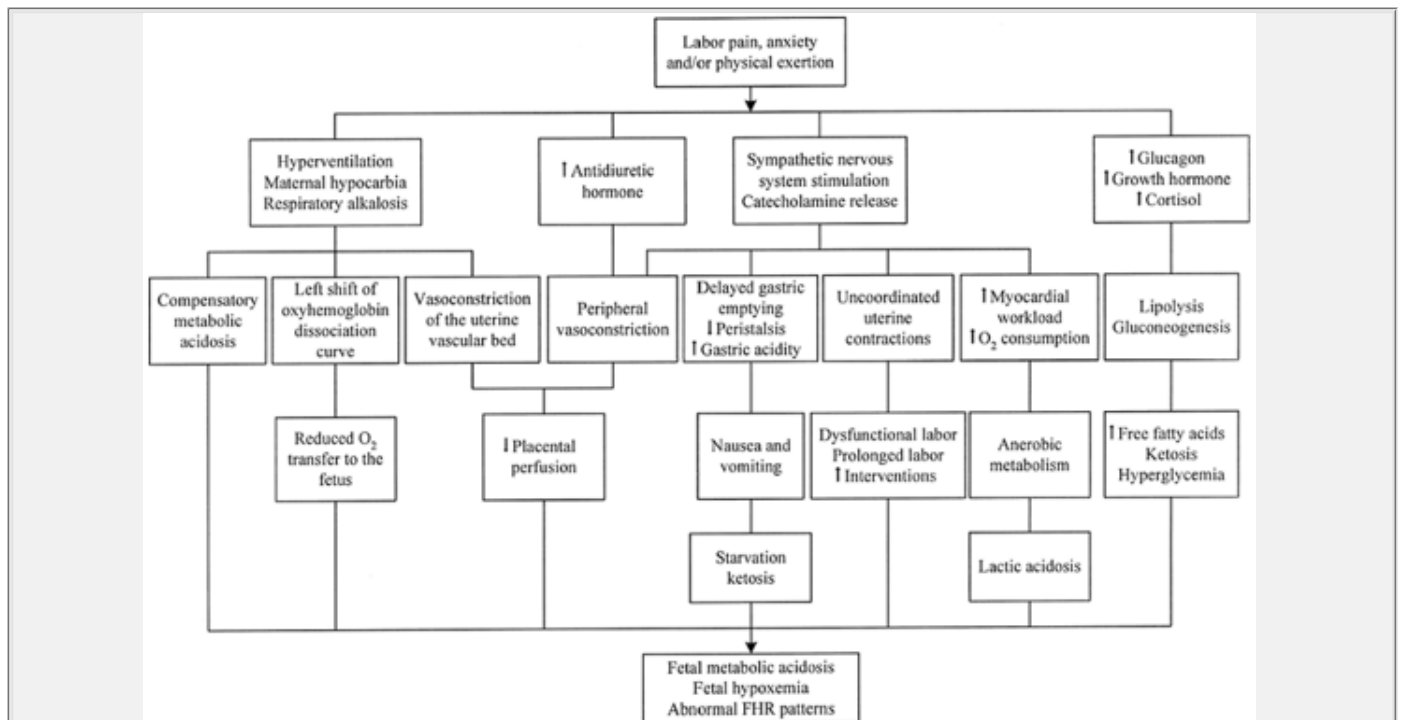 Labor pain, anxiety
and/or physical exertion
Hyperventilation
Maternal hypocarbia
Respiratory alkalosis
↑ Antidiuretic
hormone
Sympathetic nervous
system stimulation
Catecholamine release
↑ Glucagon
↑ Growth hormone
↑ Cortisol
Compensatory
metabolic
acidosis
Left shift of
oxyhemoglobin
dissociation
curve
Vasoconstriction
of the uterine
vascular bed
Peripheral
vasoconstriction
Delayed gastric
emptying
↓ Peristalsis
↑ Gastric acidity
Uncoordinated
uterine
contractions
↑ Myocardial
workload
↑ O₂ consumption
Lipolysis
Gluconeogenesis
Reduced O₂
transfer to the
fetus
↓ Placental
perfusion
Nausea and
vomiting
Dysfunctional labor
Prolonged labor
↑ Interventions
Anerobic
metabolism
↑ Free fatty acids
Ketosis
Hyperglycemia
Starvation
ketosis
Lactic acidosis
Fetal metabolic acidosis
Fetal hypoxemia
Abnormal FHR patterns